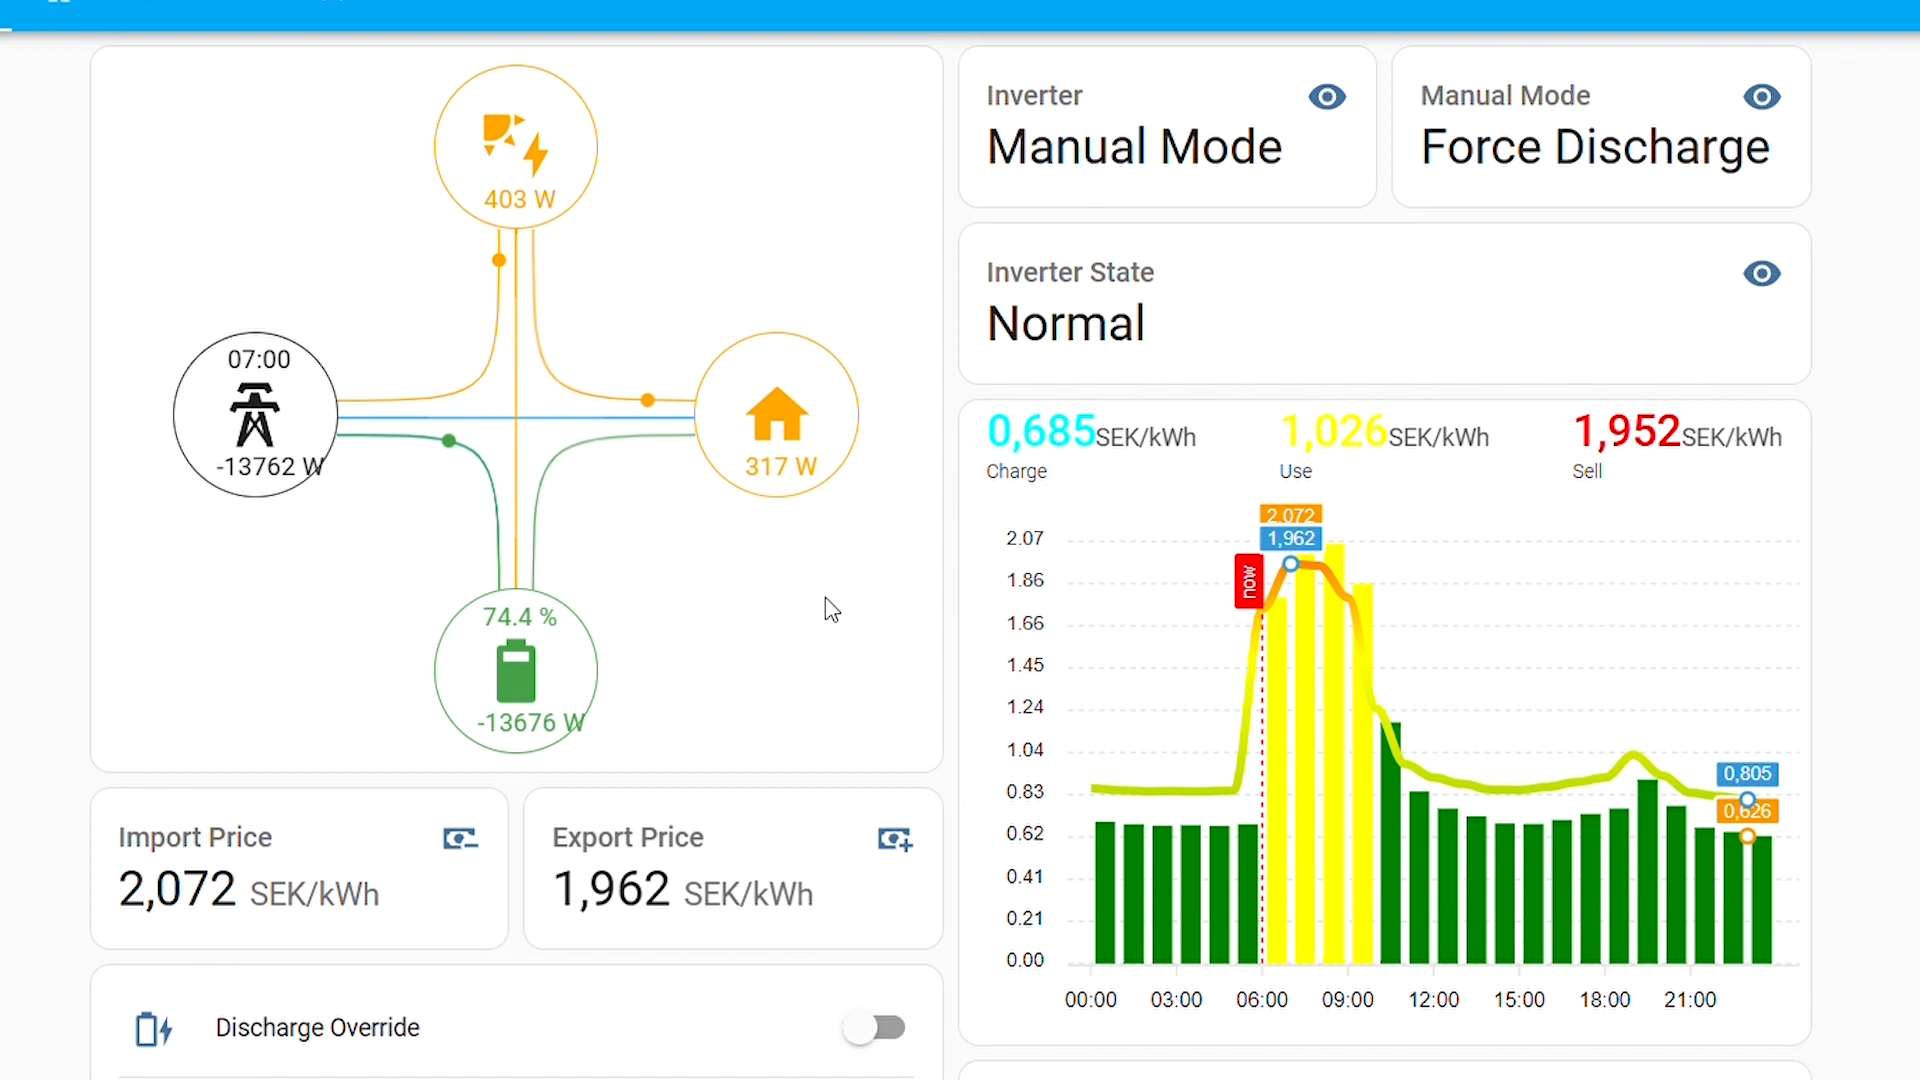 403 W
07:00
-13762 W
317 W
74.4 %
-13676 W
Import Price
2,072 SEK/kWh
Export Price
1,962 SEK/kWh
Discharge Override
Inverter
Manual Mode
Manual Mode
Force Discharge
Inverter State
Normal
0,685SEK/kWh
Charge
1,026SEK/kWh
Use
1,952SEK/kWh
Sell
2,072
1,962
now
2.07
1.86
1.66
1.45
1.24
1.04
0.83
0.62
0.41
0.21
0.00
0,805
0,626
00:00 03:00 06:00 09:00 12:00 15:00 18:00 21:00